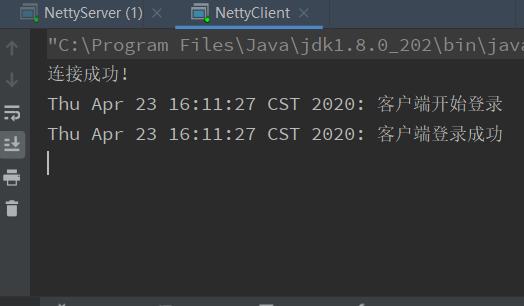 NettyServer (1) NettyClient
"C:\Program Files\Java\jdk1.8.0_202\bin\java
连接成功!
Thu Apr 23 16:11:27 CST 2020: 客户端开始登录
Thu Apr 23 16:11:27 CST 2020: 客户端登录成功